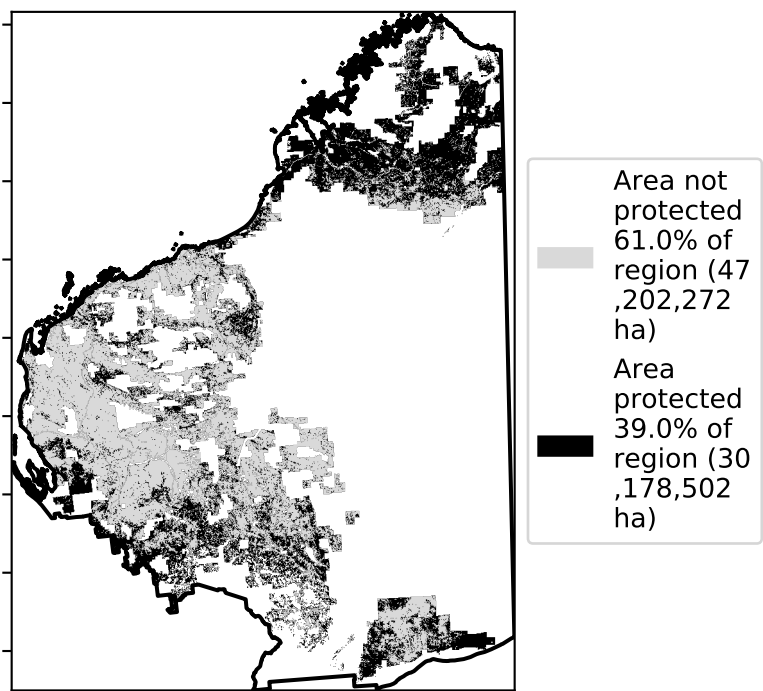 Area not
protected
61.0% of
region (47
,202,272
ha)
Area
protected
39.0% of
region (30
,178,502
ha)